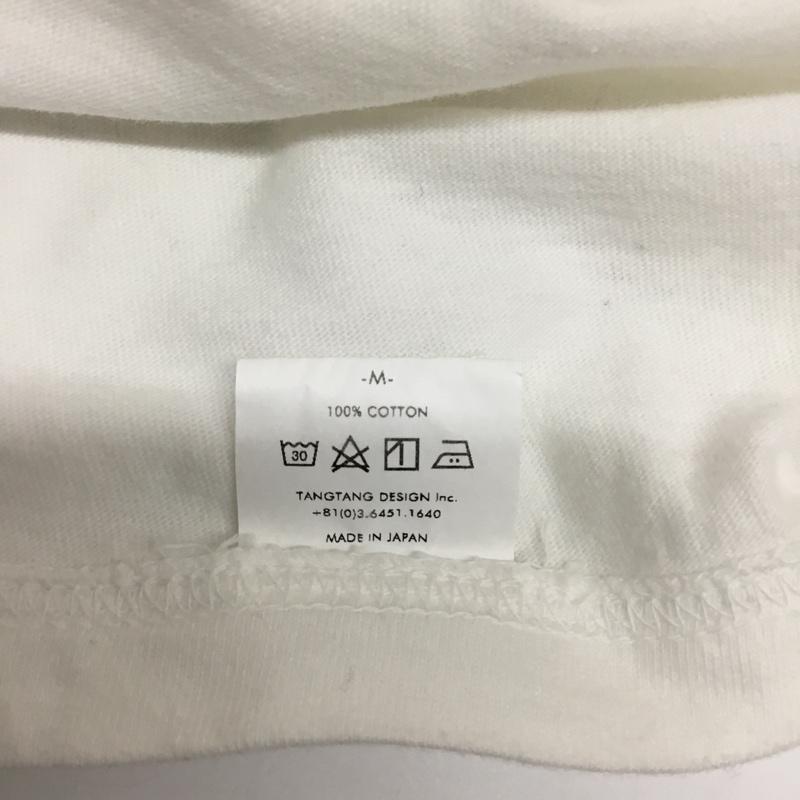 -M-
100% COTTON
30
TANGTANG DESIGN Inc.
+81(0)3.6451.1640
MADE IN JAPAN